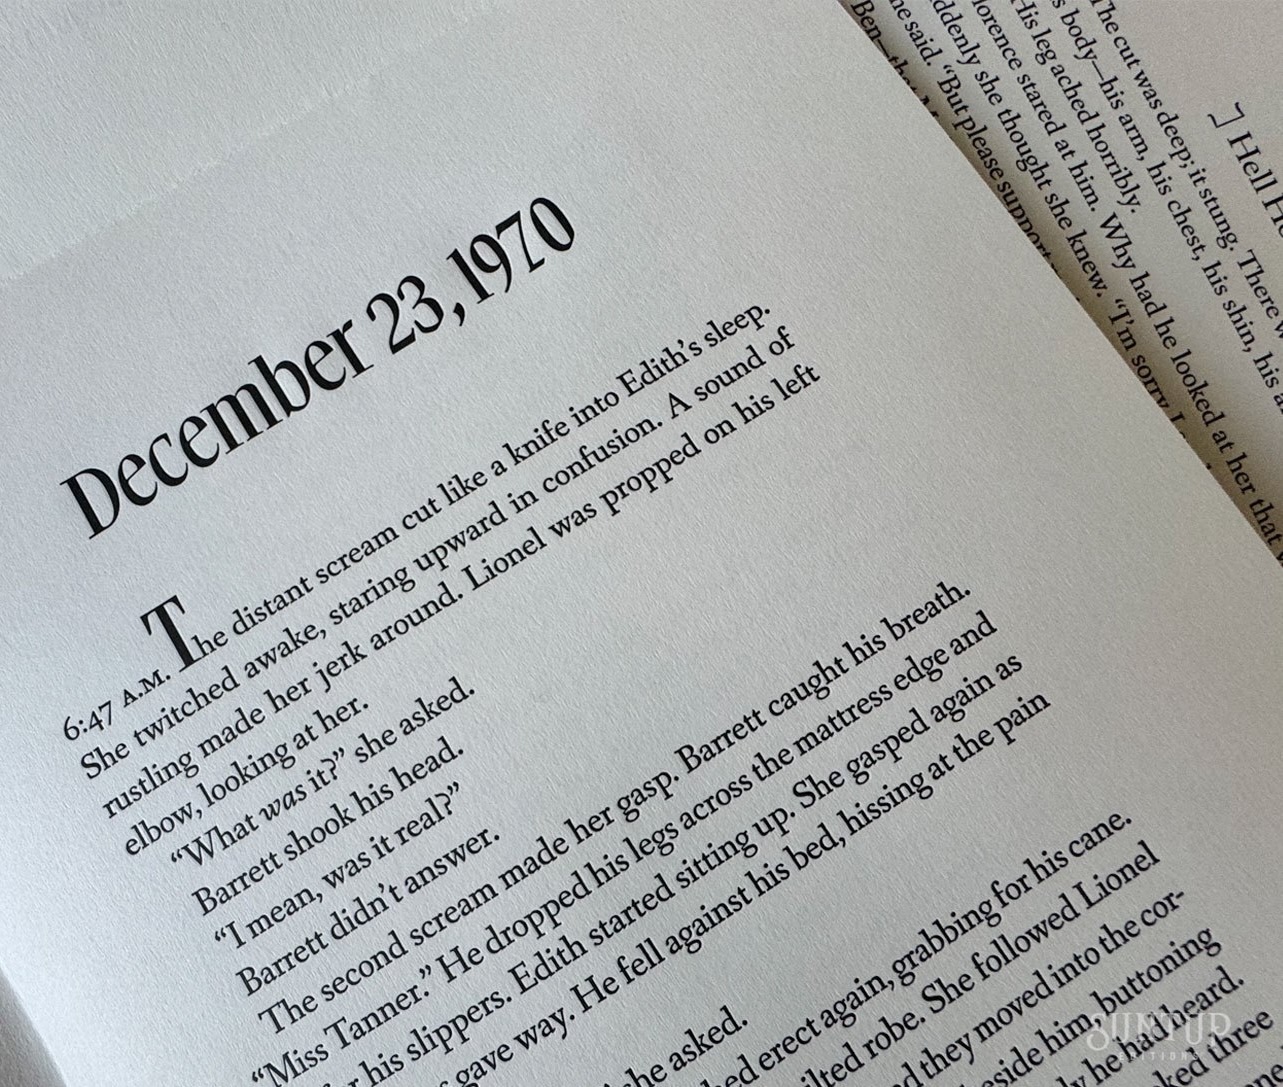 December 23, 1970
6:47 A.M. The distant scream cut like a knife into Edith's sleep.
She twitched awake, staring upward in confusion. A sound of
rustling made her jerk around. Lionel was propped on his left
elbow, looking at her.
“What was it?” she asked.
Barrett shook his head.
“I mean, was it real?”
Barrett didn't answer.
The second scream made her gasp. Barrett caught his breath.
“Miss Tanner.” He dropped his legs across the mattress edge and
his slippers. Edith started sitting up. She gasped again as
gave way. He fell against his bed, hissing at the pain
she asked.
erect again, grabbing for his cane.
robe. She followed Lionel
they moved into the cor-
beside him, buttoning
he had heard.
three
The cut was deep; it stung. There
body—his arm, his chest, his shin, his
His leg ached horribly.
stared at him. Why had he looked at her that
suddenly she thought she knew. “I'm sorry,
he said. “But please support
Ben—that
Hell
SUNTUP
EDITIONS